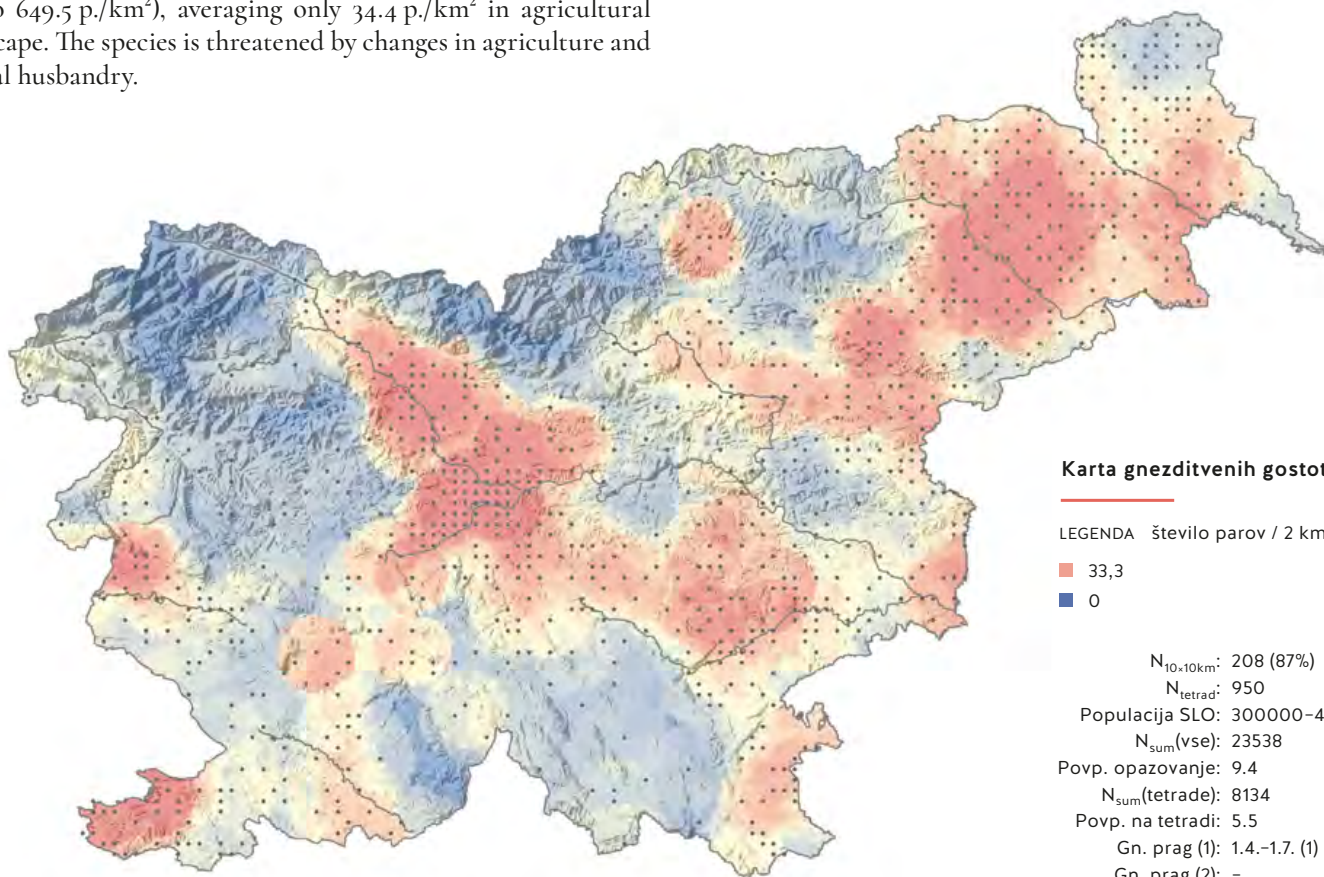 649.5 p./km²), averaging only 34.4 p./km² in agricultural
The species is threatened by changes in agriculture and
husbandry.
Karta gnezditvenih gostot
LEGENDA število parov / 2 km
33,3
0
N10×10km: 208 (87%)
Ntetrad: 950
Populacija SLO: 300000–4
Nsum(vse): 23538
Povp. opazovanje: 9.4
Nsum(tetrade): 8134
Povp. na tetradi: 5.5
Gn. prag (1): 1.4.–1.7. (1)
Gn. prag (2): –